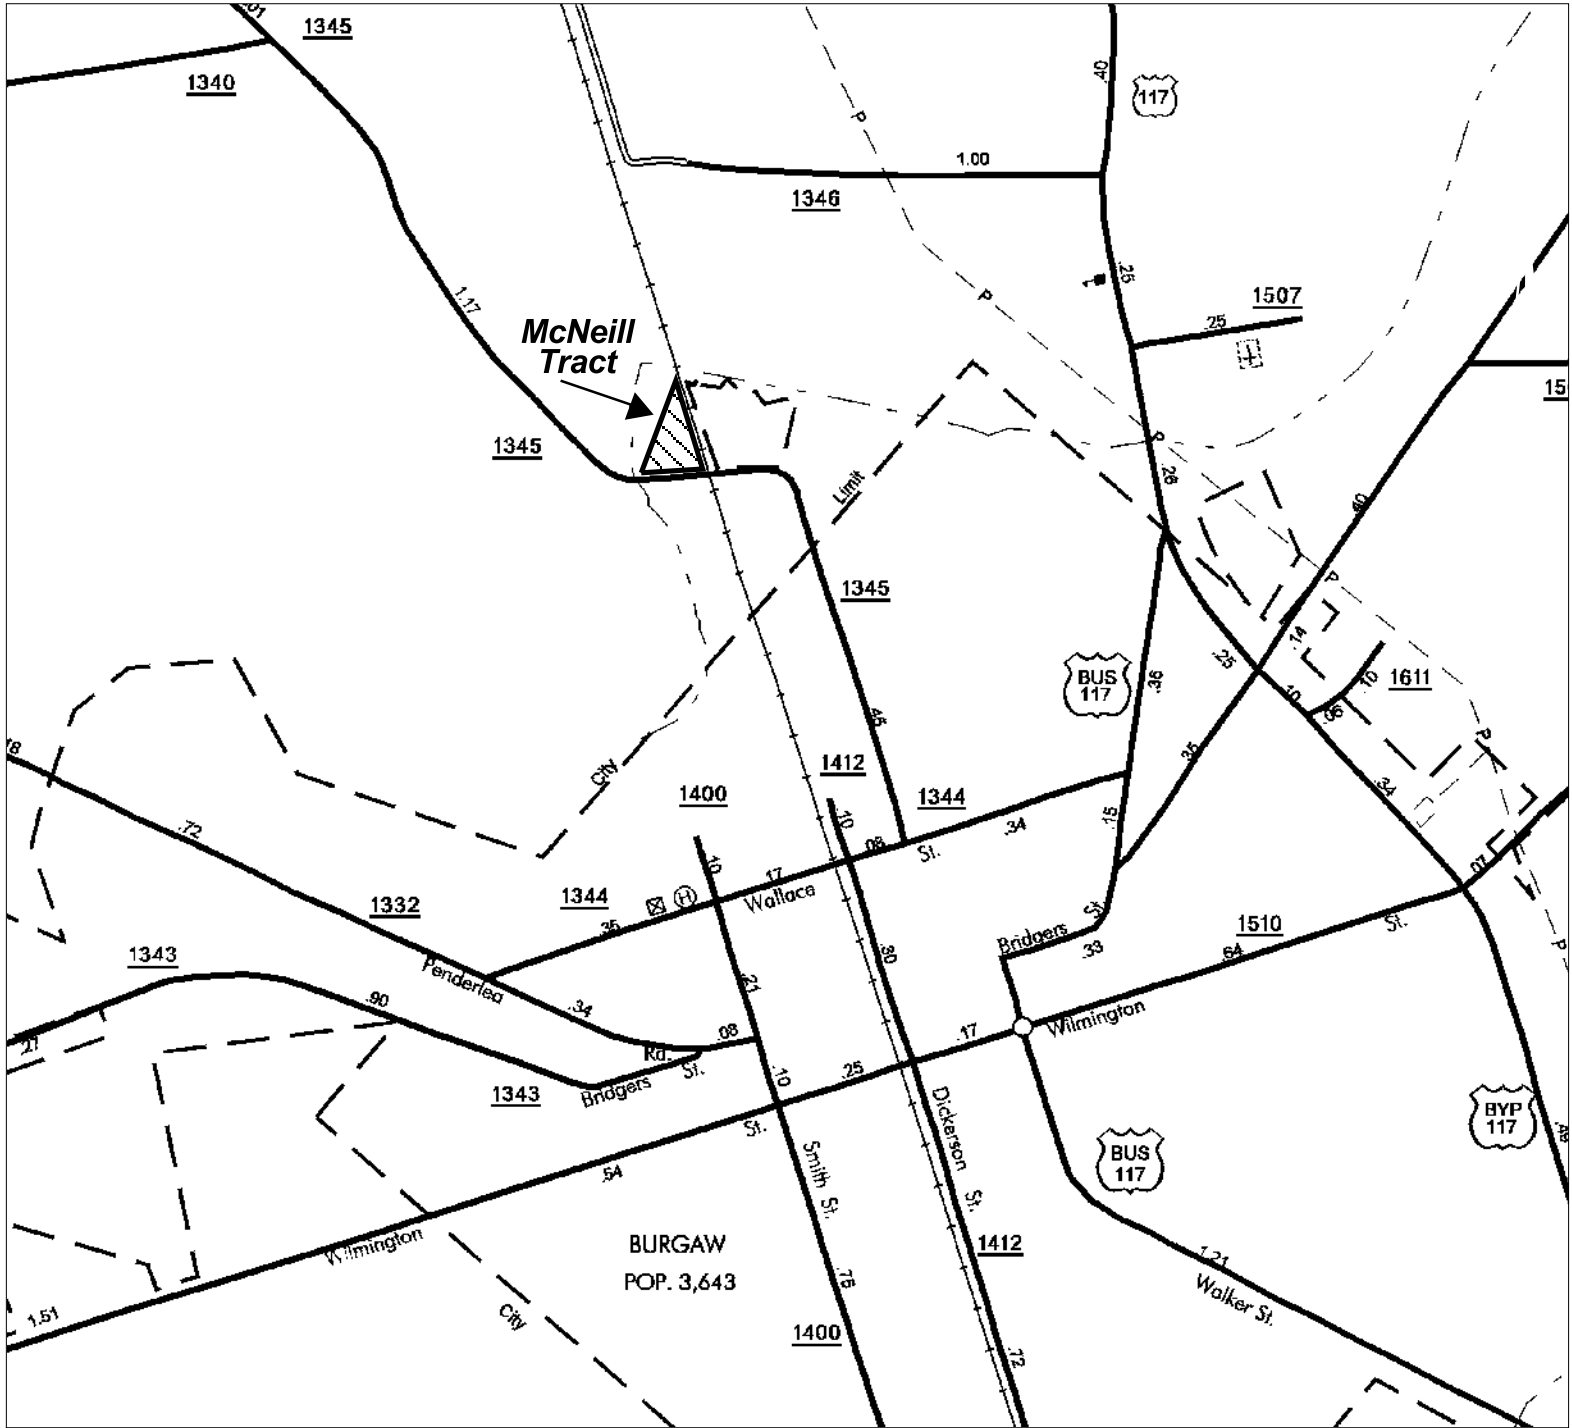 .01
1345
1340
.40
117
P
1.00
1346
.25
1
P
1507
.25
1.17
McNeill
Tract
15
1345
P
.26
Limit
.40
P
1345
.14
.25
BUS
117
.36
.10
.10
1611
.06
.45
.18
1412
City
.35
P
.34
1400
1344
.10
.15
.72
.34
.08
St.
.10
.07
.17
1344
H
Wallace
1332
.35
St.
1510
St.
Bridgers
.33
.64
1343
P
Penderlea
.30
.21
.90
.34
.17
Wilmington
.08
.27
Rd.
St.
.25
.10
1343
Bridgers
Dickerson
BYP
117
St.
.54
Smith St.
BUS
117
St.
Wilmington
BURGAW
1412
POP. 3,643
1.21
.75
Walker St.
1.51
City
1400
.72